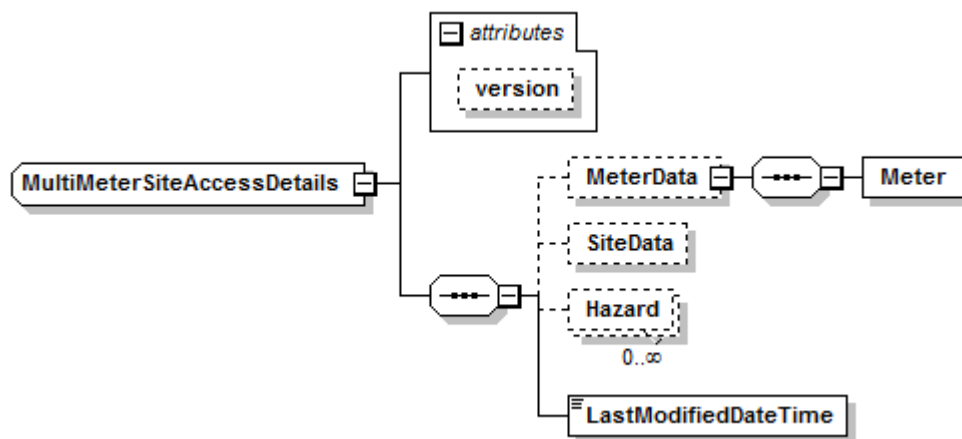 attributes
version
MultiMeterSiteAccessDetails
MeterData
Meter
SiteData
Hazard
0..∞
LastModifiedDateTime